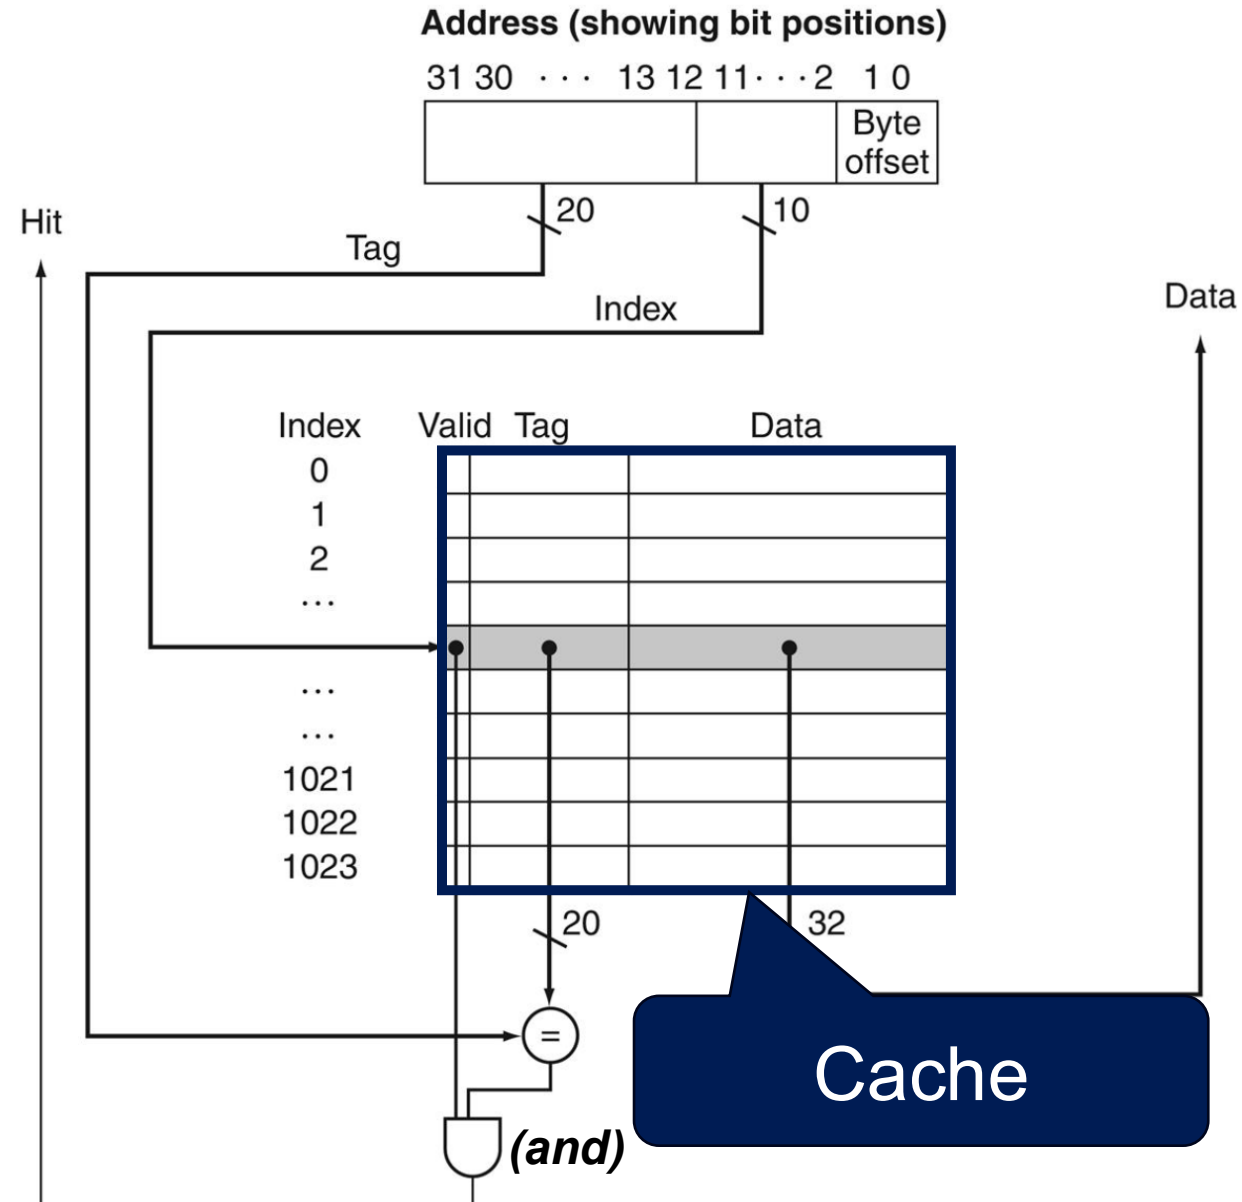 Address (showing bit positions)
31 30 · · · 13 12 11 · · · 2 1 0
Byte
offset
20 10
Hit
Tag
Index
Data
Index Valid Tag Data
0
1
2
...
...
...
1021
1022
1023
20 32
=
Cache
(and)